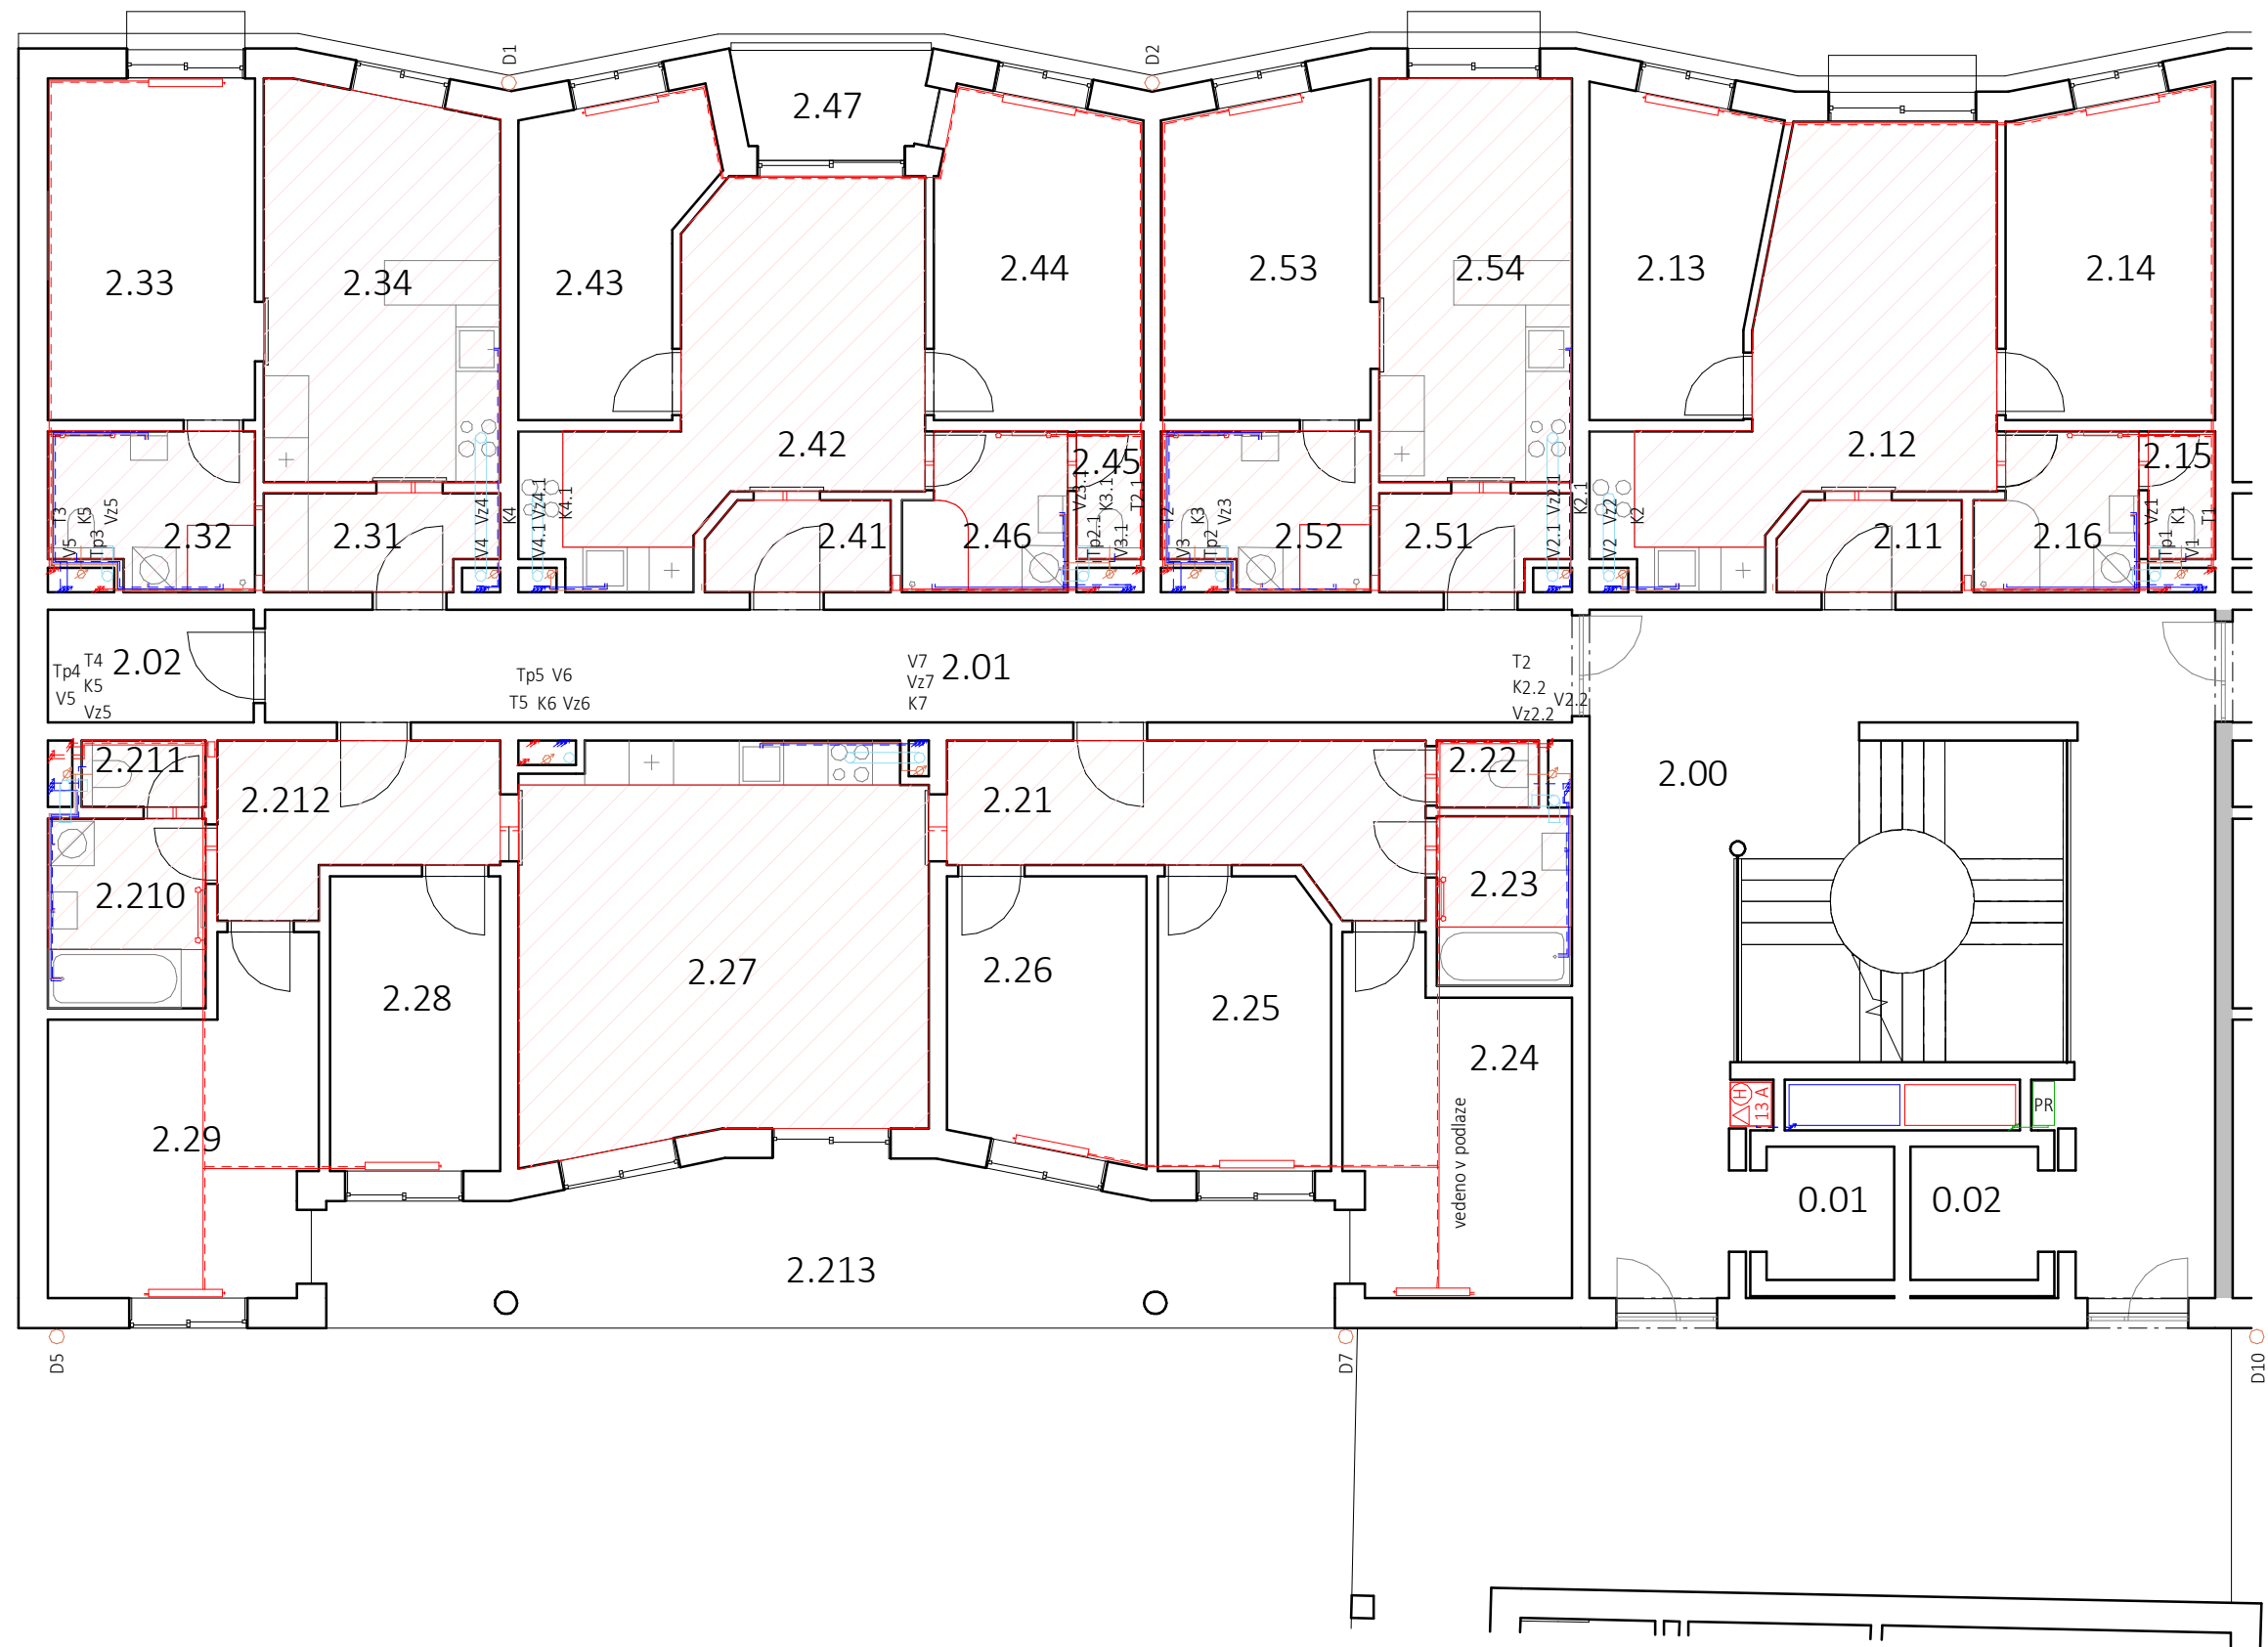 D1
D2
2.47
2.33
2.34
2.43
2.44
2.53
2.54
2.13
2.14
2.42
2.45
2.12
2.15
T3
V5
K5
Tp3
Vz5
2.32
2.31
V4
Vz4
K4
V4.1
Vz4.1
K4.1
2.41
2.46
Vz3.1
Tp2.1
K3.1
V3.1
T2.1
T2
V3
K3
Tp2
Vz3
2.52
2.51
V2.1
Vz2.1
K2.1
V2
Vz2
K2
2.11
2.16
Vz1
Tp1
K1
V1
T1
Tp4
T4
2.02
K5
V5
Vz5
Tp5 V6
T5 K6 Vz6
V7
Vz7
K7
2.01
T2
K2.2
V2.2
Vz2.2
2.211
2.212
2.21
2.22
2.00
2.210
2.23
2.28
2.27
2.26
2.25
2.24
2.29
vedeno v podlaze
H
13 A
PR
0.01
0.02
2.213
D5
D7
D10